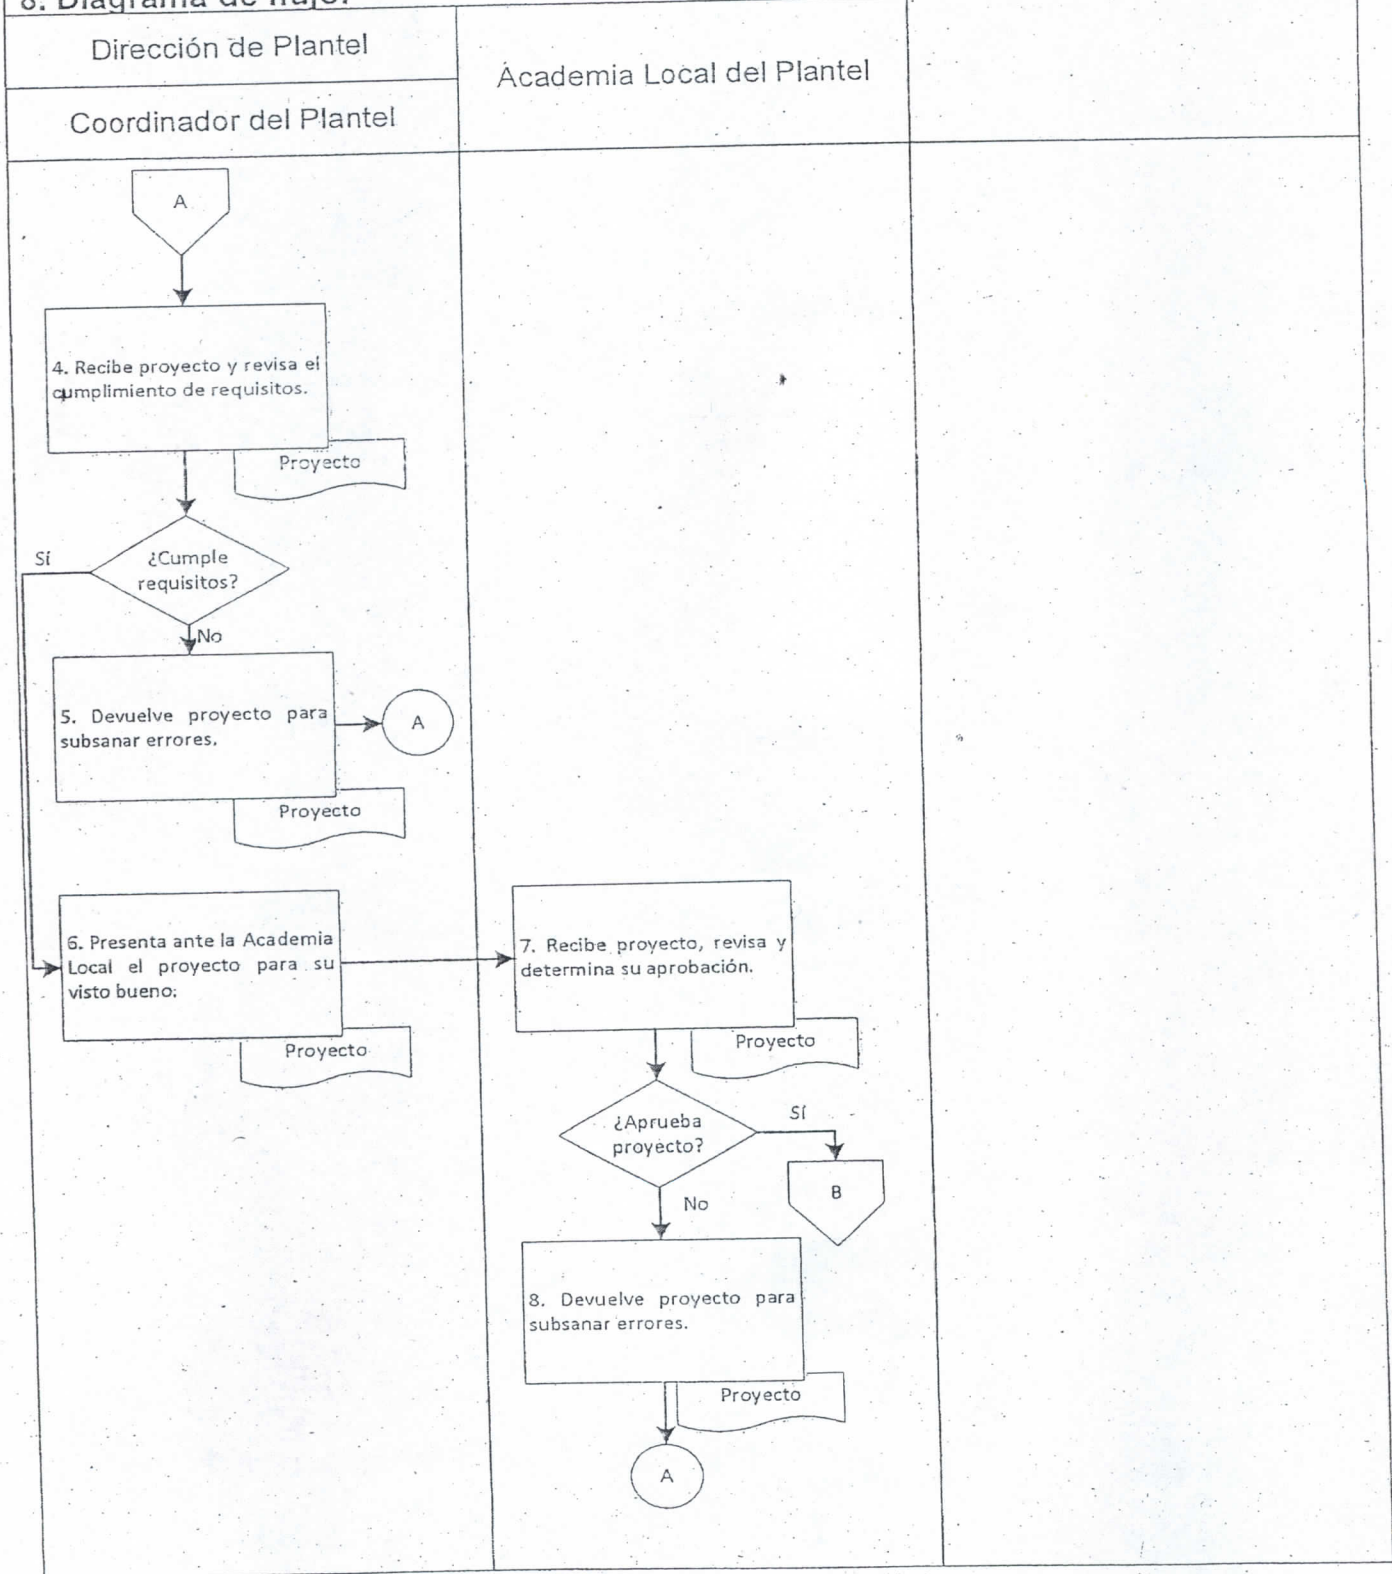 8. Diagrama de flujo.
Dirección de Plantel
Coordinador del Plantel
Academia Local del Plantel
A
4. Recibe proyecto y revisa el
cumplimiento de requisitos.
Proyecto
¿Cumple
requisitos?
Sí
No
5. Devuelve proyecto para
subsanar errores.
A
Proyecto
6. Presenta ante la Academia
Local el proyecto para su
visto bueno.
Proyecto
7. Recibe proyecto, revisa y
determina su aprobación.
Proyecto
¿Aprueba
proyecto?
Sí
B
No
8. Devuelve proyecto para
subsanar errores.
Proyecto
A